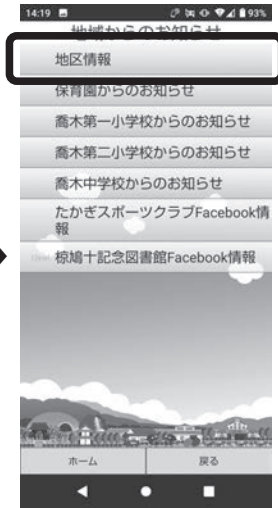 14:19
93%
地域からのお知らせ
地区情報
保育園からのお知らせ
喬木第一小学校からのお知らせ
喬木第二小学校からのお知らせ
喬木中学校からのお知らせ
たかぎスポーツクラブFacebook情
報
椋鳩十記念図書館Facebook情報
ホーム
戻る